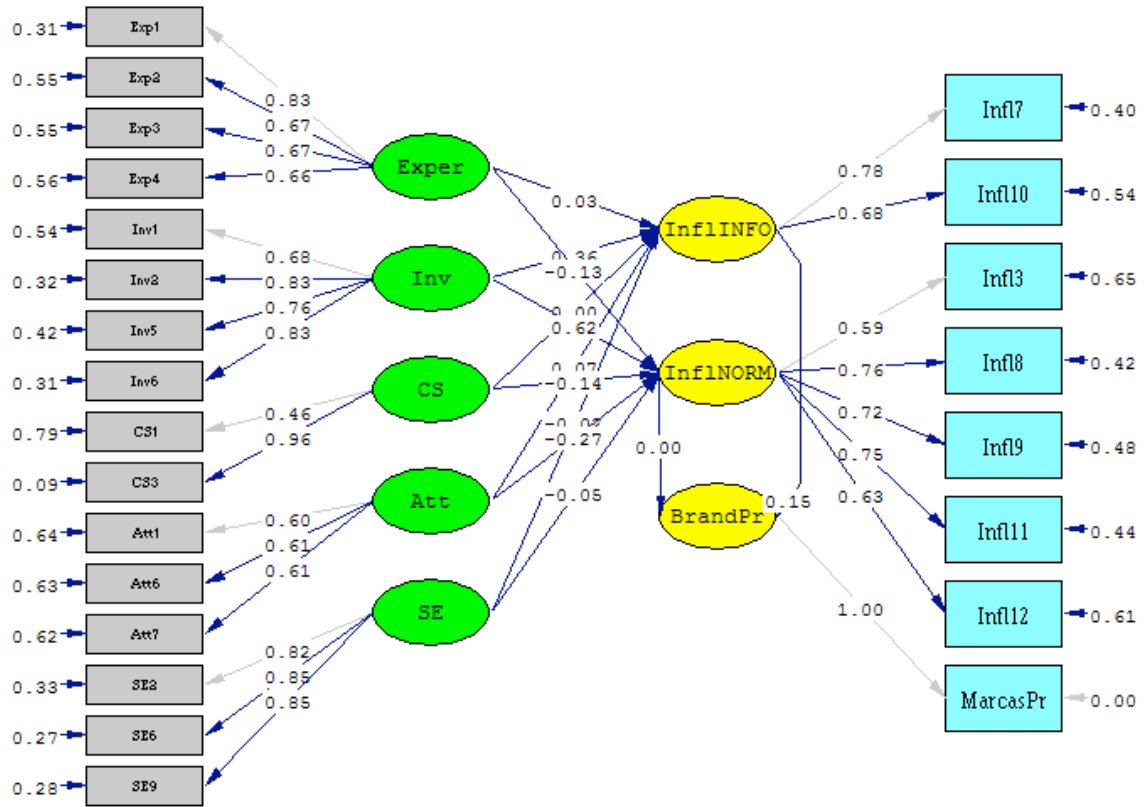 0.31 Exp1
0.55 Exp2
0.55 Exp3
0.56 Exp4
0.54 Inv1
0.32 Inv2
0.42 Inv5
0.31 Inv6
0.79 CS1
0.09 CS3
0.64 Att1
0.63 Att6
0.62 Att7
0.33 SE2
0.27 SE6
0.28 SE9
0.83
0.67
0.67
0.66
0.68
0.83
0.76
0.83
0.46
0.96
0.60
0.61
0.61
0.82
0.85
0.85
Exper
Inv
CS
Att
SE
0.03
0.36
-0.13
0.62
0.07
-0.14
-0.27
-0.05
InflINFO
InflNORM
BrandPr
0.00
0.15
0.78
0.68
0.59
0.76
0.72
0.75
0.63
1.00
Infl7 0.40
Infl10 0.54
Infl3 0.65
Infl8 0.42
Infl9 0.48
Infl11 0.44
Infl12 0.61
MarcasPr 0.00